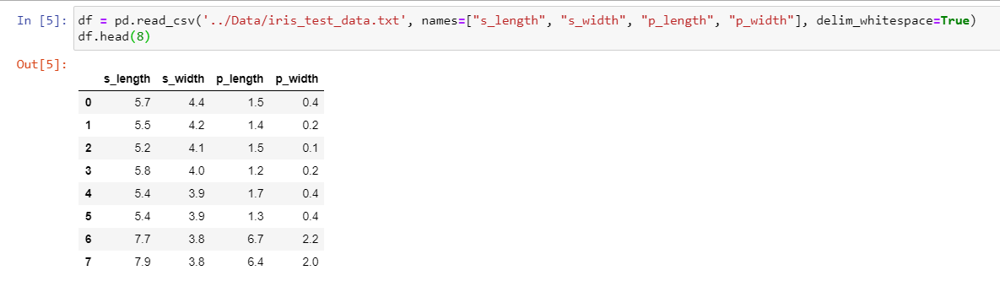 In [5]: df = pd.read_csv('../Data/iris_test_data.txt', names=["s_length", "s_width", "p_length", "p_width"], delim_whitespace=True)
df.head(8)
Out[5]:
s_length s_width p_length p_width
0 5.7 4.4 1.5 0.4
1 5.5 4.2 1.4 0.2
2 5.2 4.1 1.5 0.1
3 5.8 4.0 1.2 0.2
4 5.4 3.9 1.7 0.4
5 5.4 3.9 1.3 0.4
6 7.7 3.8 6.7 2.2
7 7.9 3.8 6.4 2.0